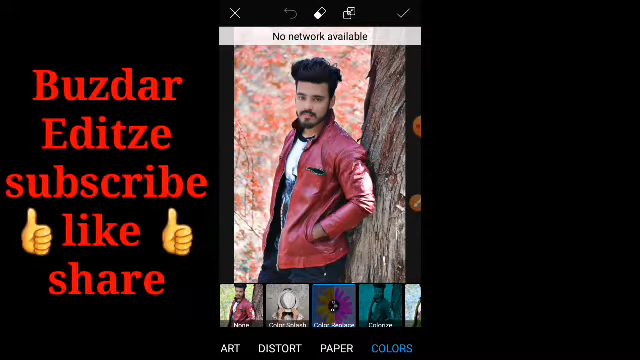 No network available
Buzdar
Editze
subscribe
like
share
None
Color Splash
Color Replace
Colorize
ART
DISTORT
PAPER
COLORS